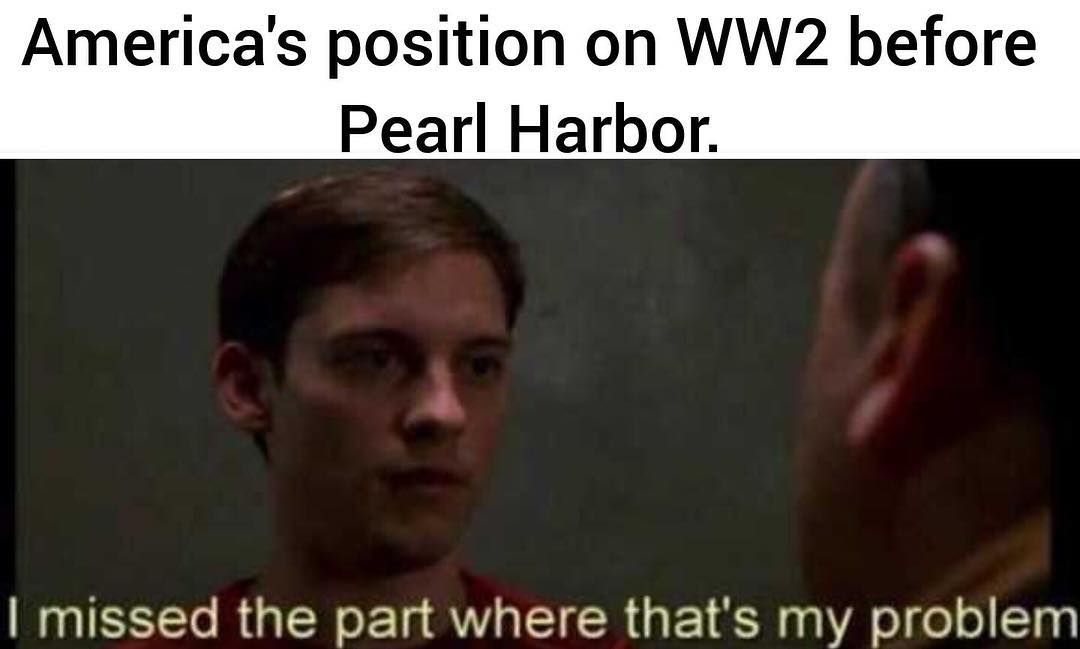 America's position on WW2 before
Pearl Harbor.
I missed the part where that's my problem